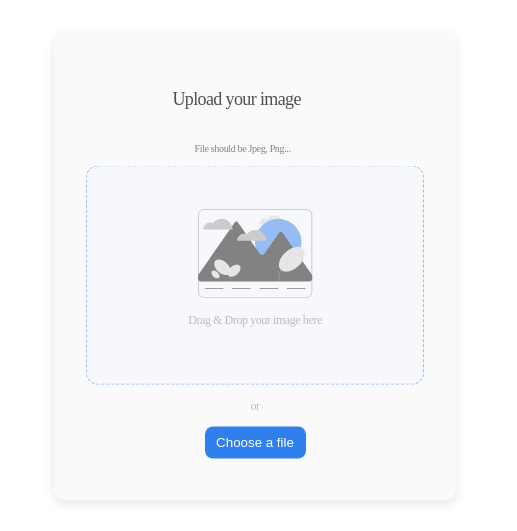 Upload your image
File should be Jpeg, Png...
Drag & Drop your image here
or
Choose a file